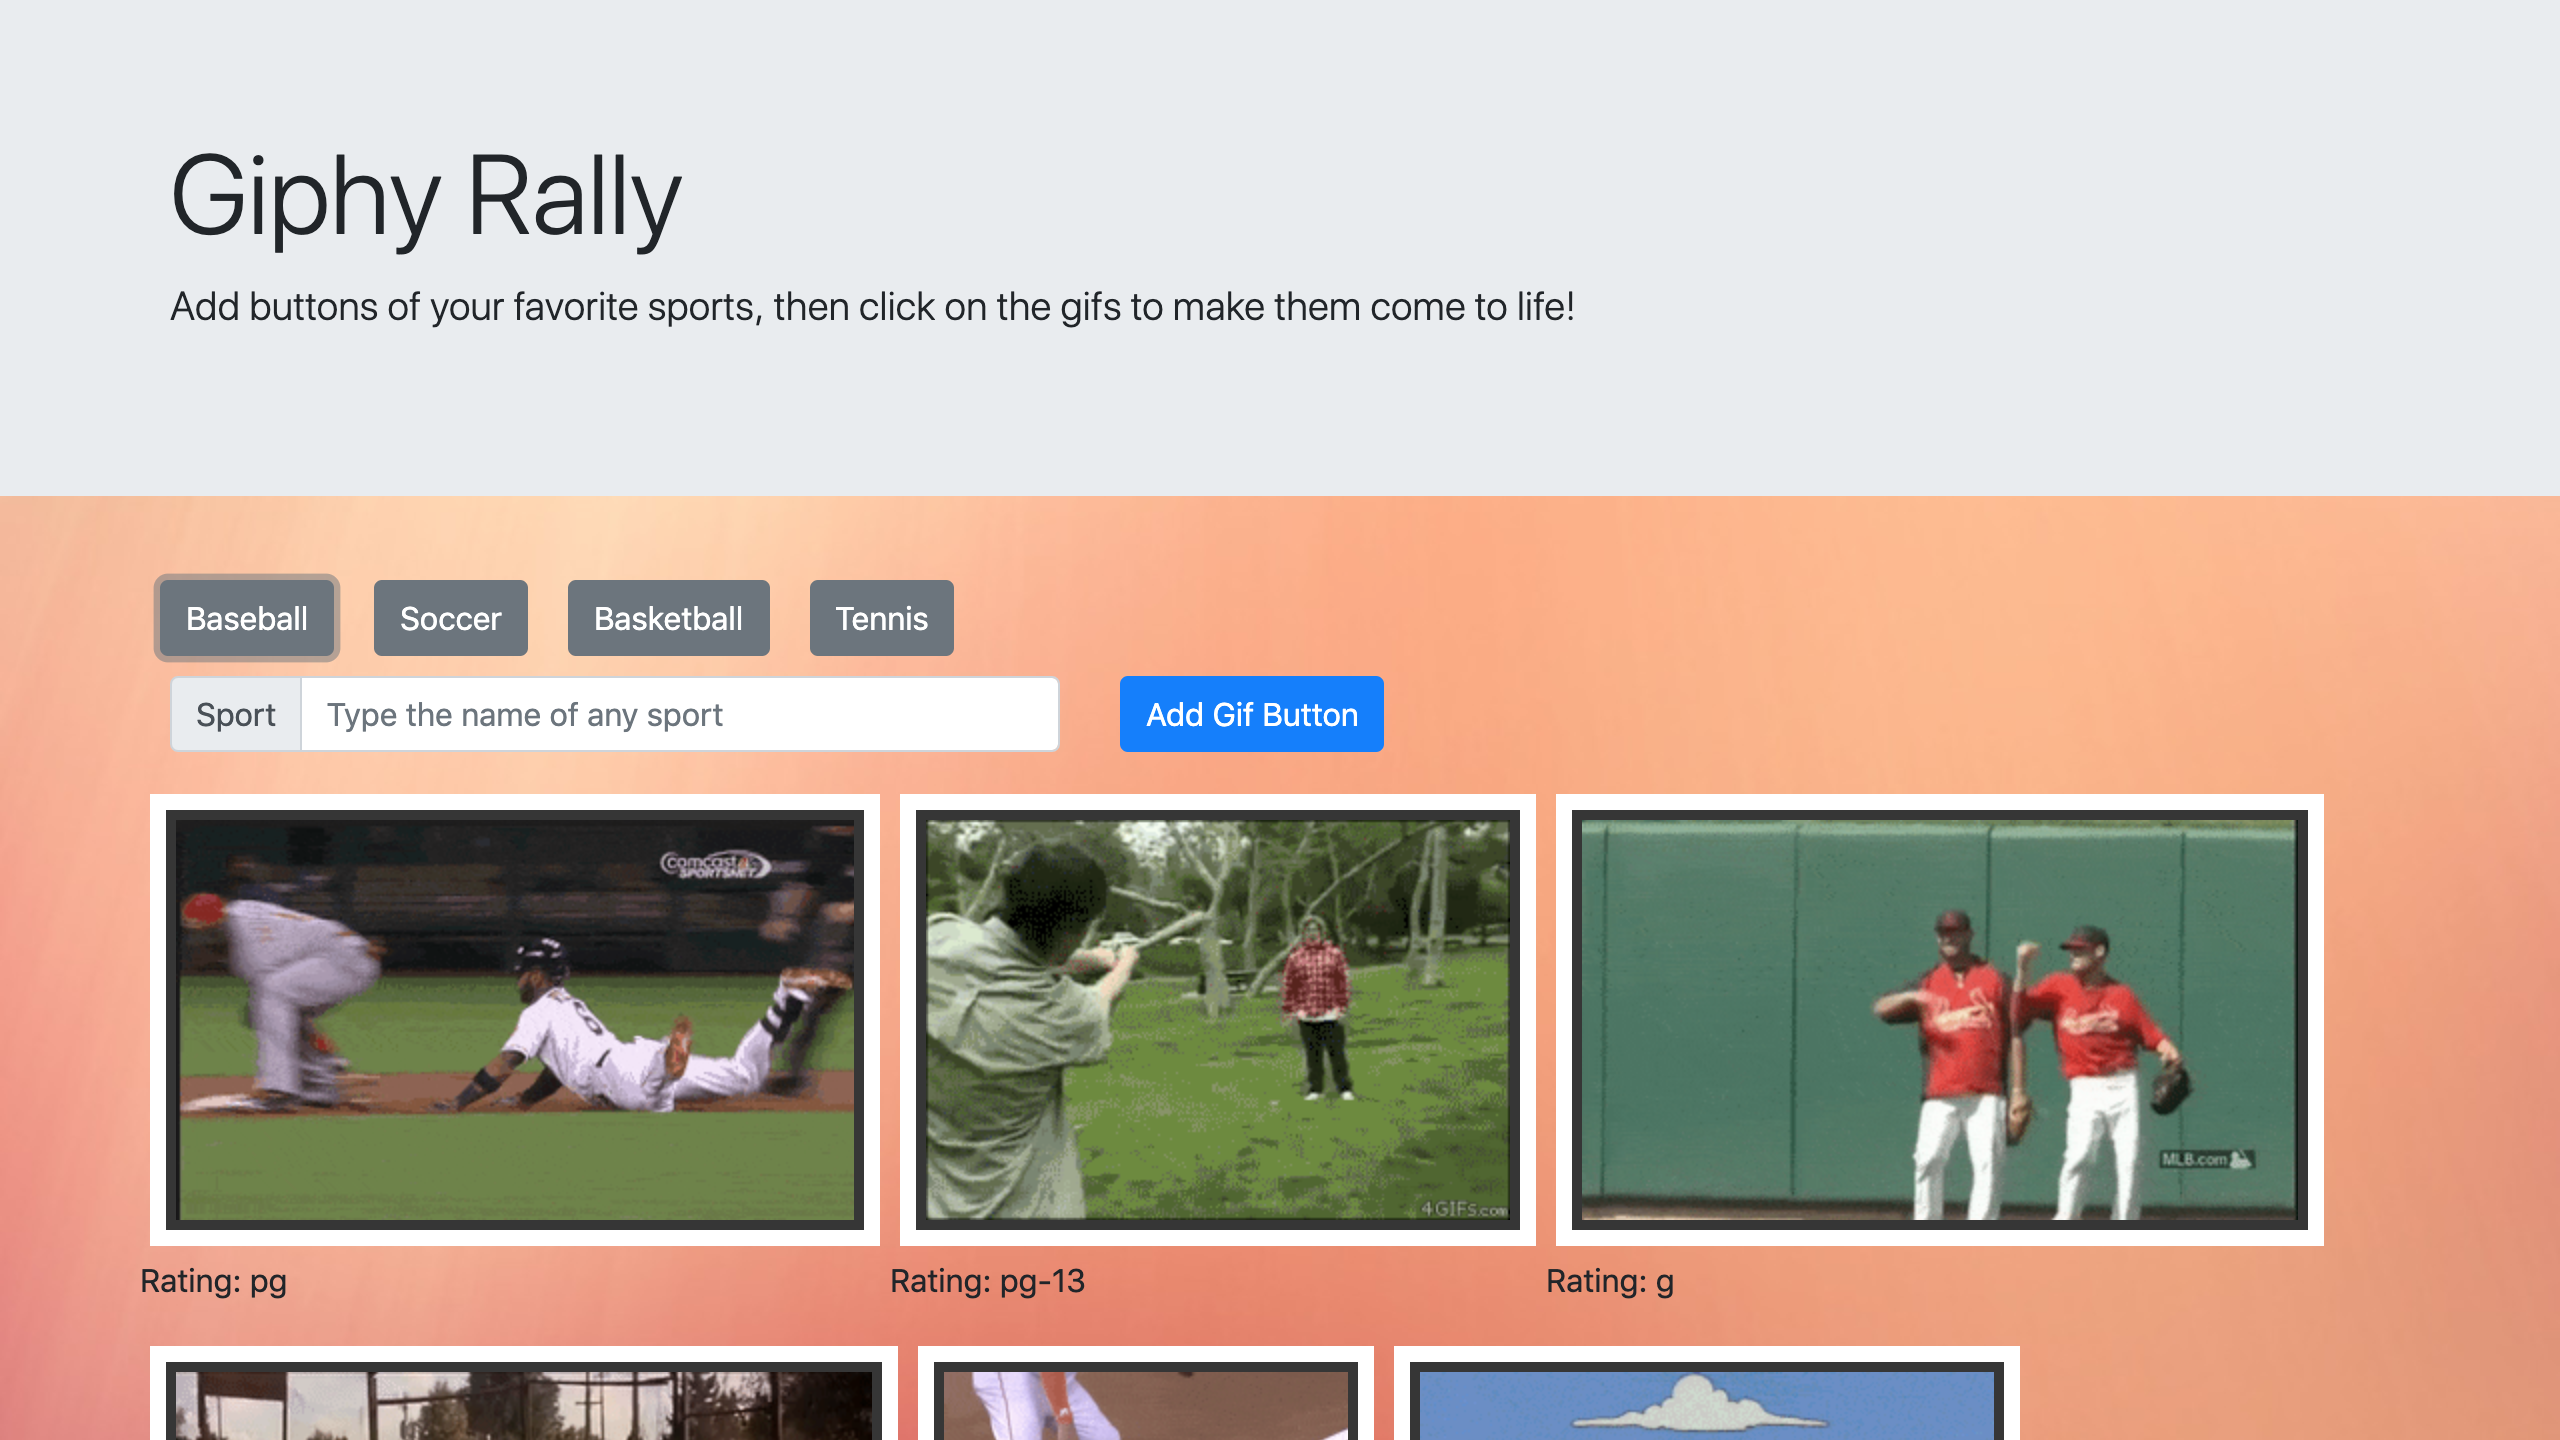 Giphy Rally
Add buttons of your favorite sports, then click on the gifs to make them come to life!
Baseball Soccer Basketball Tennis
Sport Type the name of any sport Add Gif Button
comcast
SPORTSNET
6
4GIFS.com
MLB.com
Rating: pg Rating: pg-13 Rating: g